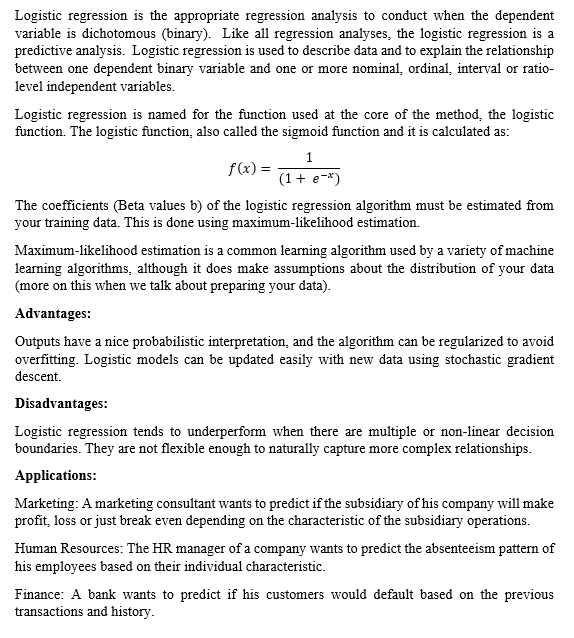 Logistic regression is the appropriate regression analysis to conduct when the dependent
variable is dichotomous (binary). Like all regression analyses, the logistic regression is a
predictive analysis. Logistic regression is used to describe data and to explain the relationship
between one dependent binary variable and one or more nominal, ordinal, interval or ratio-
level independent variables.
Logistic regression is named for the function used at the core of the method, the logistic
function. The logistic function, also called the sigmoid function and it is calculated as:
f(x) = 1 / (1 + e^−x)
The coefficients (Beta values b) of the logistic regression algorithm must be estimated from
your training data. This is done using maximum-likelihood estimation.
Maximum-likelihood estimation is a common learning algorithm used by a variety of machine
learning algorithms, although it does make assumptions about the distribution of your data
(more on this when we talk about preparing your data).
Advantages:
Outputs have a nice probabilistic interpretation, and the algorithm can be regularized to avoid
overfitting. Logistic models can be updated easily with new data using stochastic gradient
descent.
Disadvantages:
Logistic regression tends to underperform when there are multiple or non-linear decision
boundaries. They are not flexible enough to naturally capture more complex relationships.
Applications:
Marketing: A marketing consultant wants to predict if the subsidiary of his company will make
profit, loss or just break even depending on the characteristic of the subsidiary operations.
Human Resources: The HR manager of a company wants to predict the absenteeism pattern of
his employees based on their individual characteristic.
Finance: A bank wants to predict if his customers would default based on the previous
transactions and history.